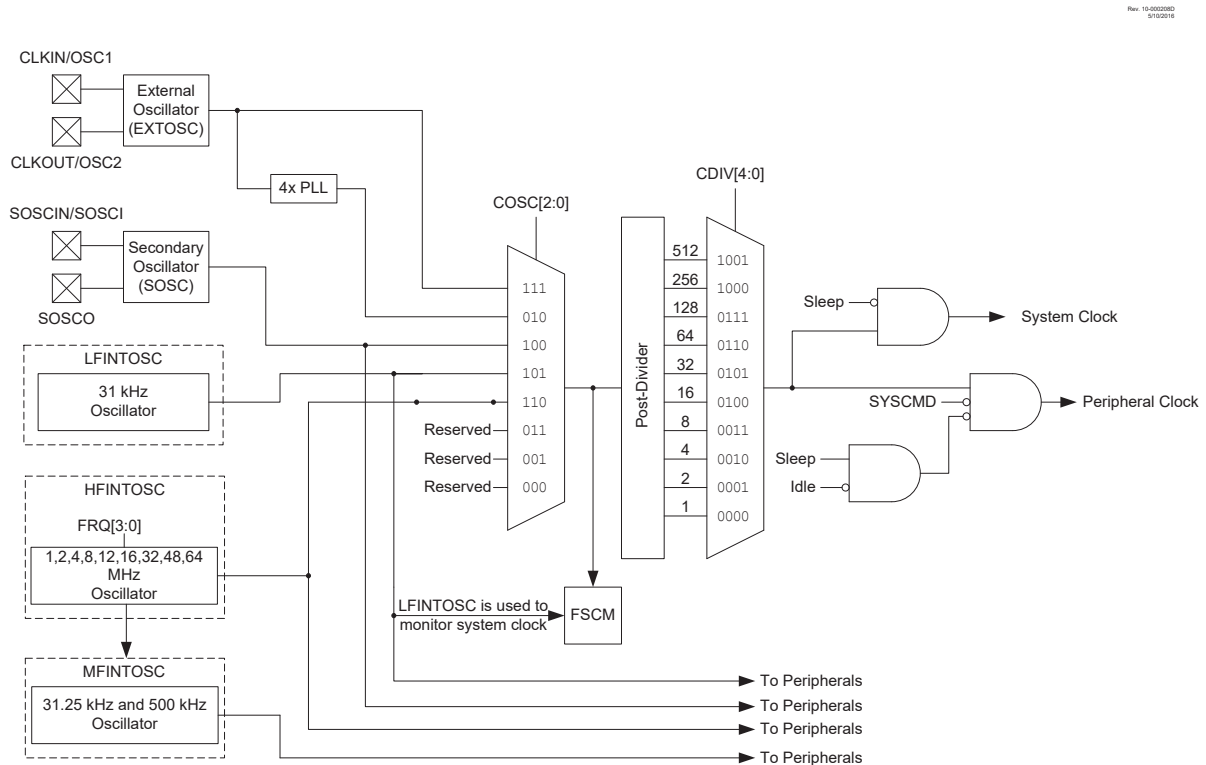 Rev. 10-000208D
5/10/2016
CLKIN/OSC1
External
Oscillator
(EXTOSC)
CLKOUT/OSC2
4x PLL
SOSCIN/SOSCI
Secondary
Oscillator
(SOSC)
SOSCO
LFINTOSC
31 kHz
Oscillator
HFINTOSC
FRQ[3:0]
1,2,4,8,12,16,32,48,64
MHz
Oscillator
MFINTOSC
31.25 kHz and 500 kHz
Oscillator
COSC[2:0]
111
010
100
101
110
Reserved 011
Reserved 001
Reserved 000
LFINTOSC is used to
monitor system clock
FSCM
Post-Divider
CDIV[4:0]
512 1001
256 1000
128 0111
64 0110
32 0101
16 0100
8 0011
4 0010
2 0001
1 0000
Sleep
System Clock
SYSCMD
Peripheral Clock
Sleep
Idle
To Peripherals
To Peripherals
To Peripherals
To Peripherals